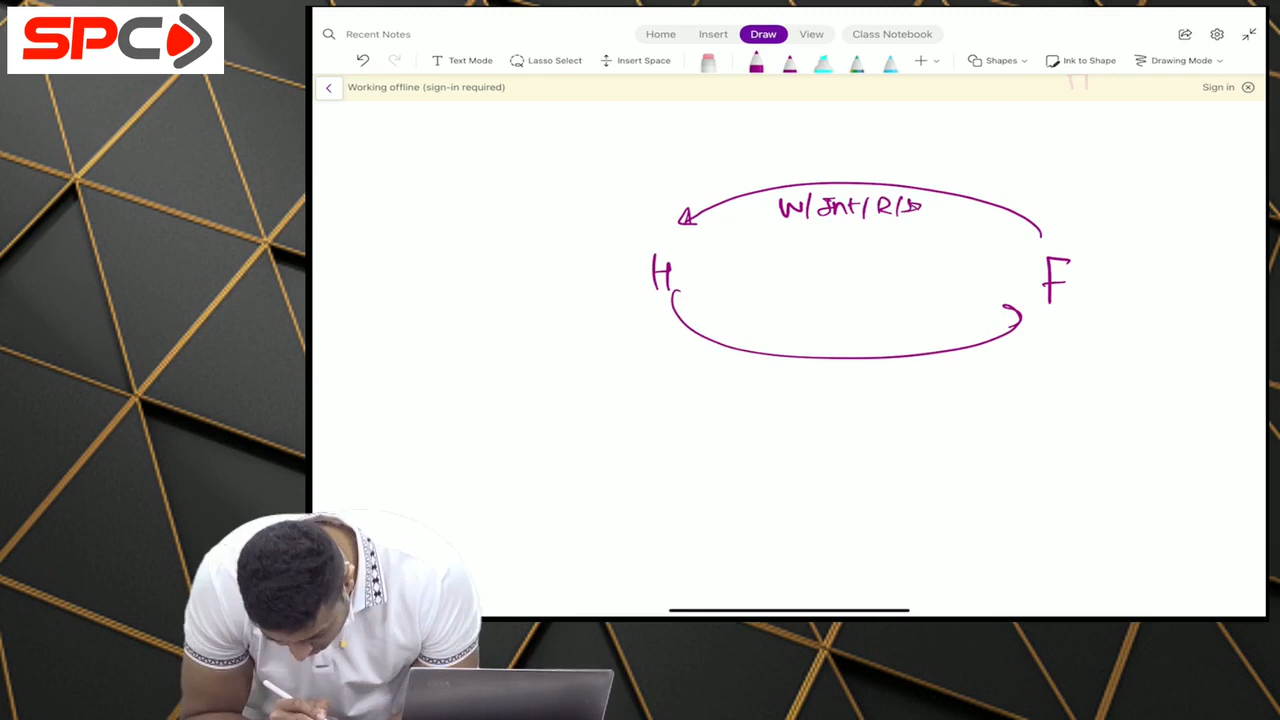 SPC
Recent Notes
Home Insert Draw View Class Notebook
Text Mode Lasso Select Insert Space Shapes Ink to Shape Drawing Mode
Working offline (sign-in required) Sign in
W/Int/R/
H F